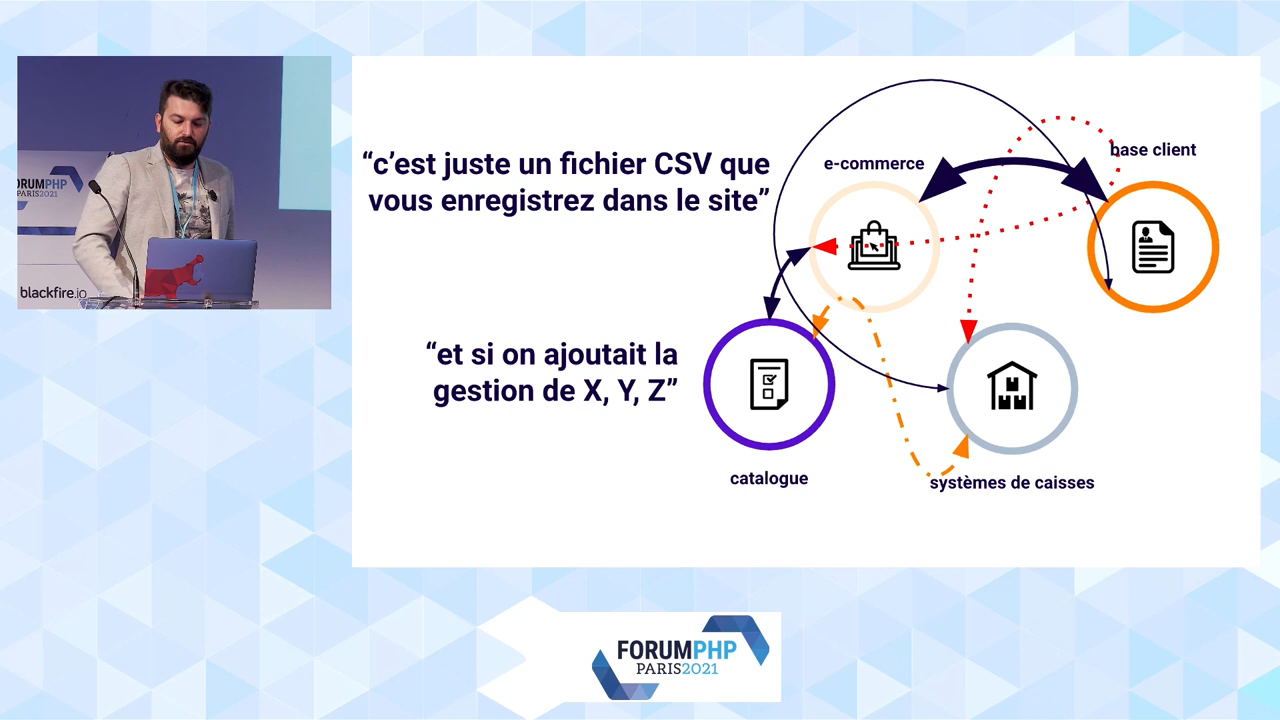 FORUMPHP
PARIS2021
blackfire.io
“c’est juste un fichier CSV que
vous enregistrez dans le site”
“et si on ajoutait la
gestion de X, Y, Z”
e-commerce
base client
catalogue
systèmes de caisses
FORUMPHP
PARIS2021